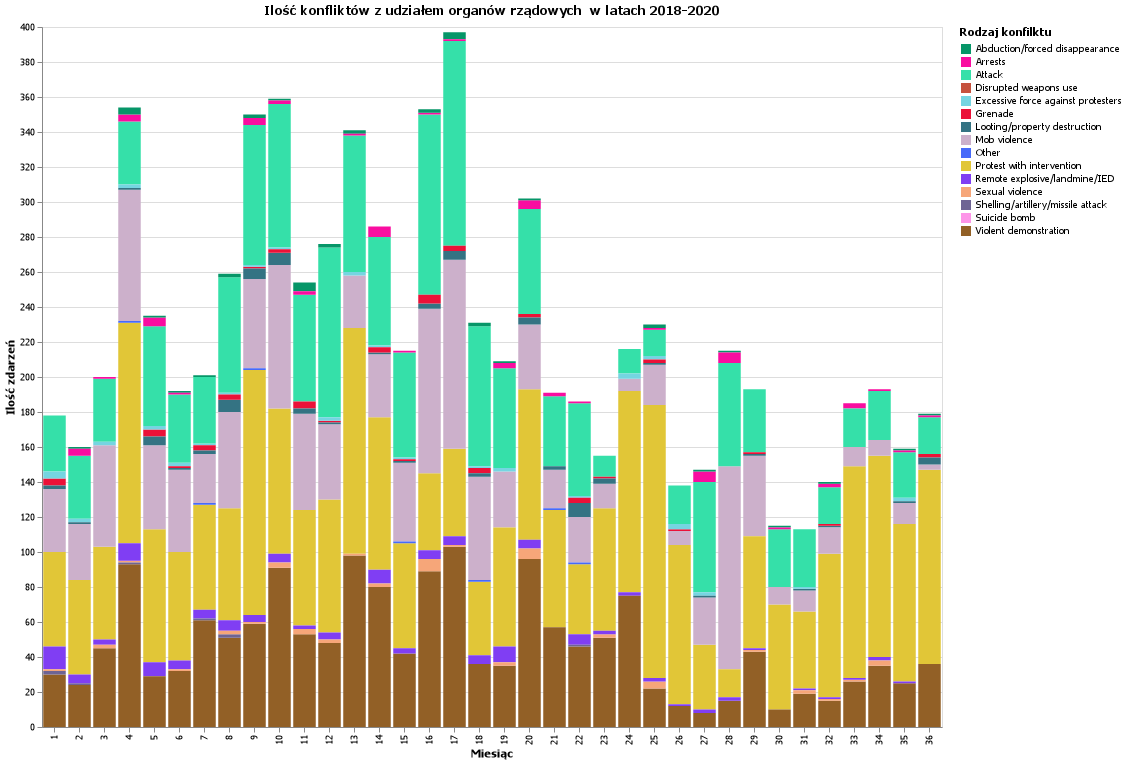 Ilość konfliktów z udziałem organów rządowych  w latach 2018-2020
Ilość zdarzeń
400
380
360
340
320
300
280
260
240
220
200
180
160
140
120
100
80
60
40
20
0
1 2 3 4 5 6 7 8 9 10 11 12 13 14 15 16 17 18 19 20 21 22 23 24 25 26 27 28 29 30 31 32 33 34 35 36
Miesiąc
Rodzaj konfilktu
Abduction/forced disappearance
Arrests
Attack
Disrupted weapons use
Excessive force against protesters
Grenade
Looting/property destruction
Mob violence
Other
Protest with intervention
Remote explosive/landmine/IED
Sexual violence
Shelling/artillery/missile attack
Suicide bomb
Violent demonstration